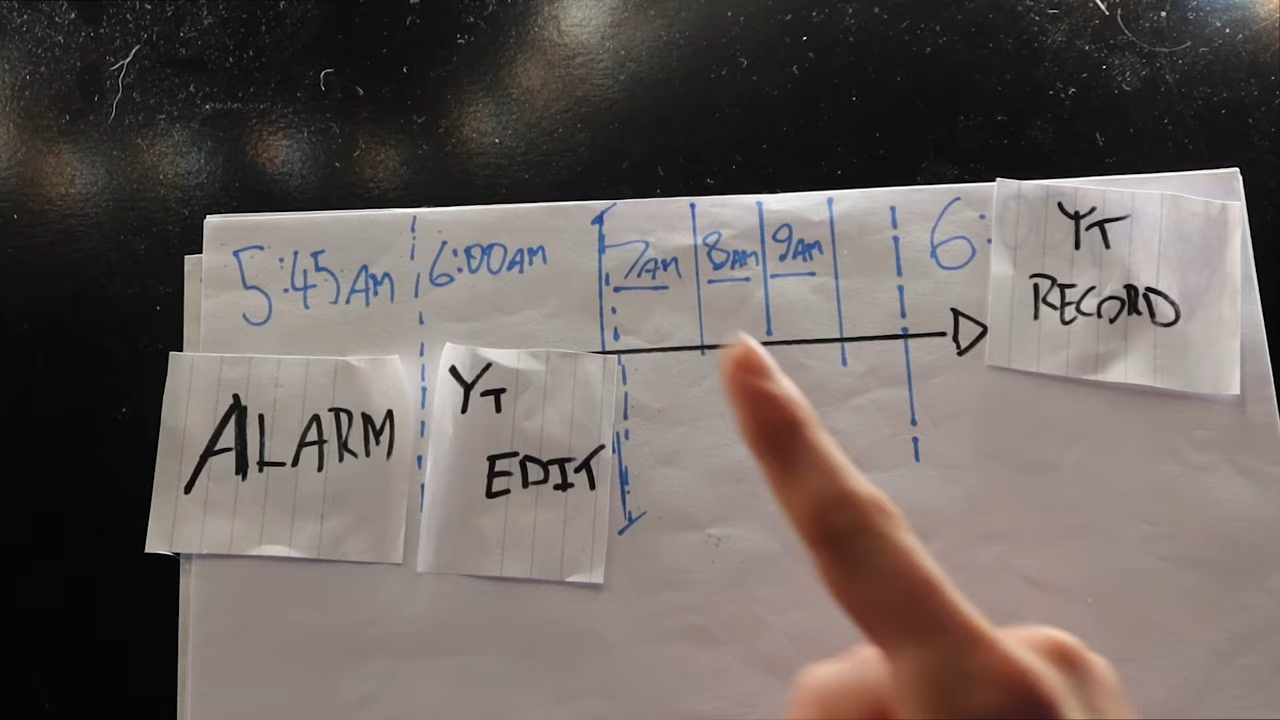 5:45AM 6:00AM 7AM 8AM 9AM 6:
YT
RECORD
ALARM
YT
EDIT